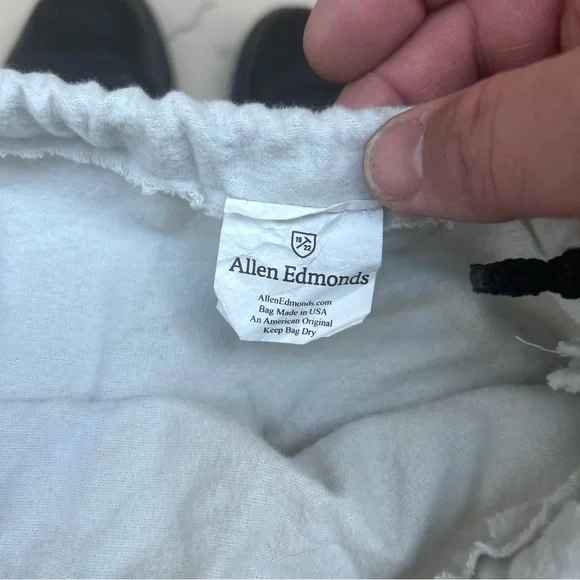 19 22
Allen Edmonds
AllenEdmonds.com
Bag Made in USA
An American Original
Keep Bag Dry